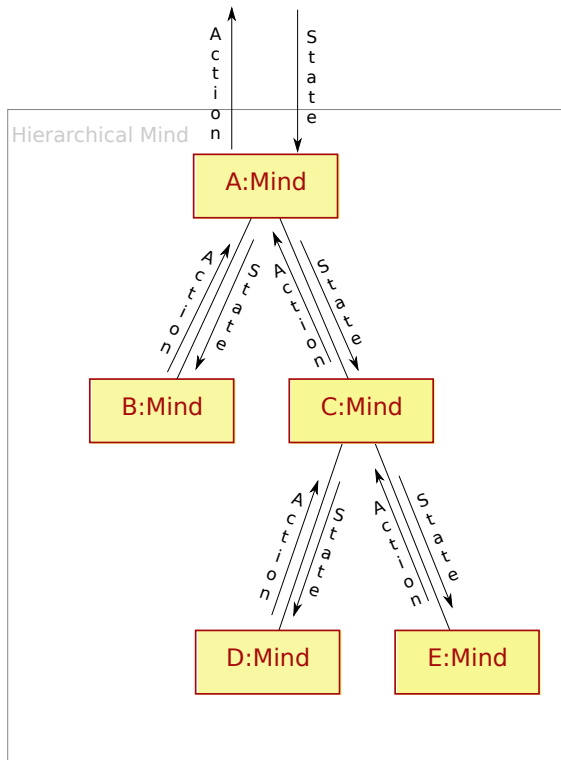 Action
State
Hierarchical Mind
A:Mind
Action
State
Action
State
B:Mind
C:Mind
Action
State
Action
State
D:Mind
E:Mind